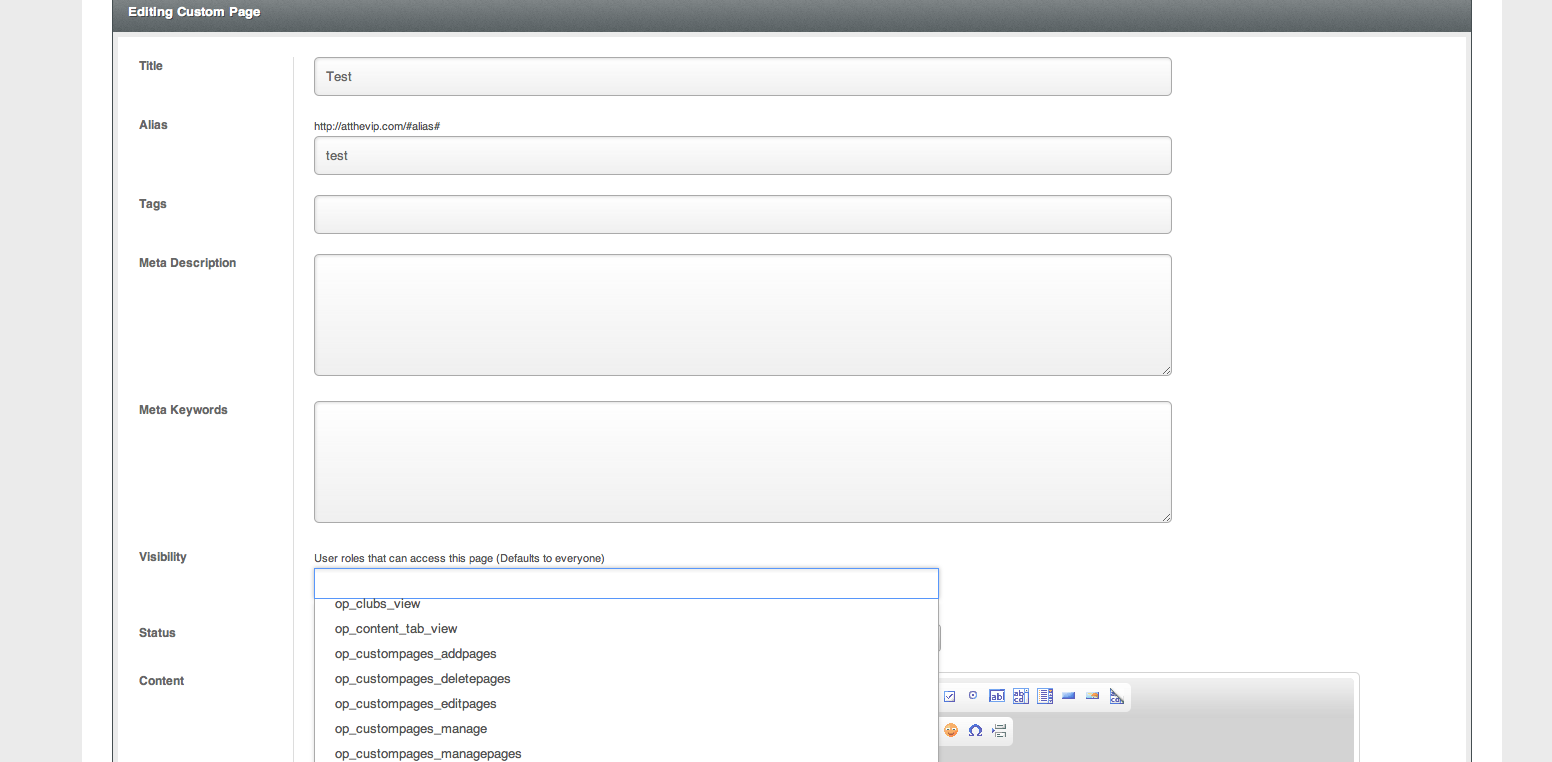 Editing Custom Page
Title
Test
Alias
http://atthevip.com/#alias#
test
Tags
Meta Description
Meta Keywords
Visibility
User roles that can access this page (Defaults to everyone)
op_clubs_view
Status
op_content_tab_view
op_custompages_addpages
Content
op_custompages_deletepages
op_custompages_editpages
op_custompages_manage
op_custompages_managepages